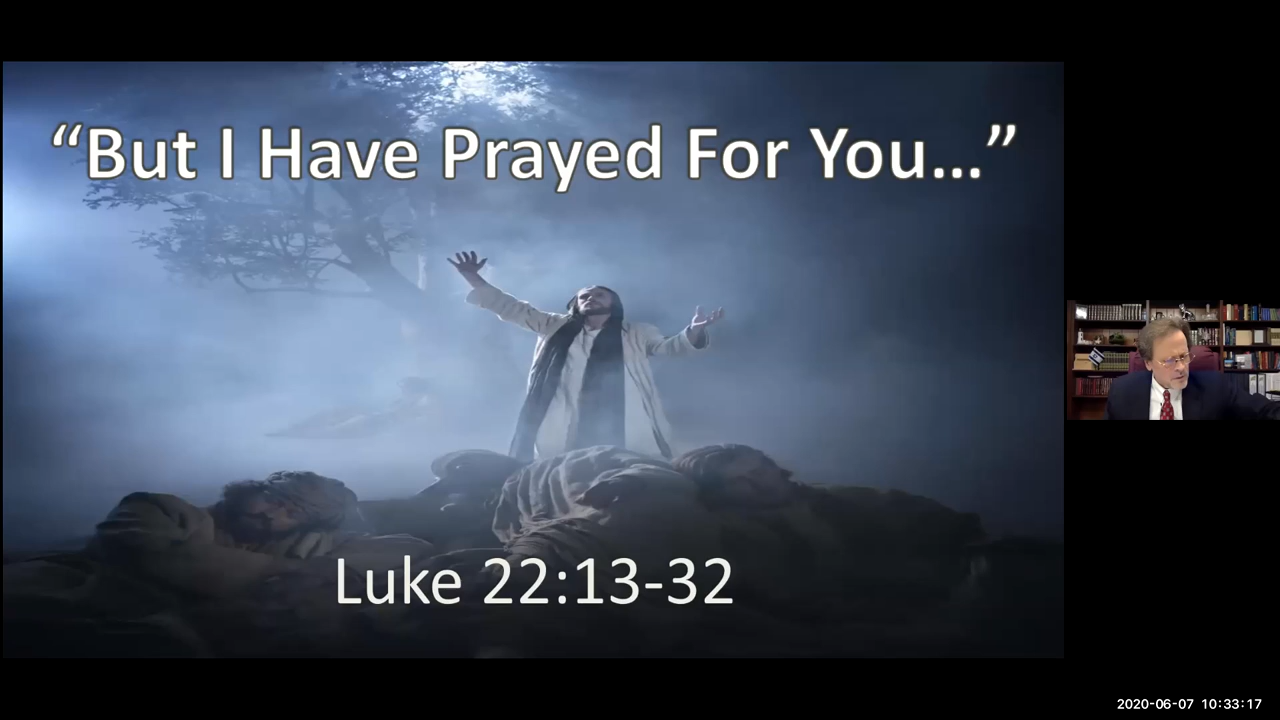 “But I Have Prayed For You...”
Luke 22:13-32
2020-06-07 10:33:17